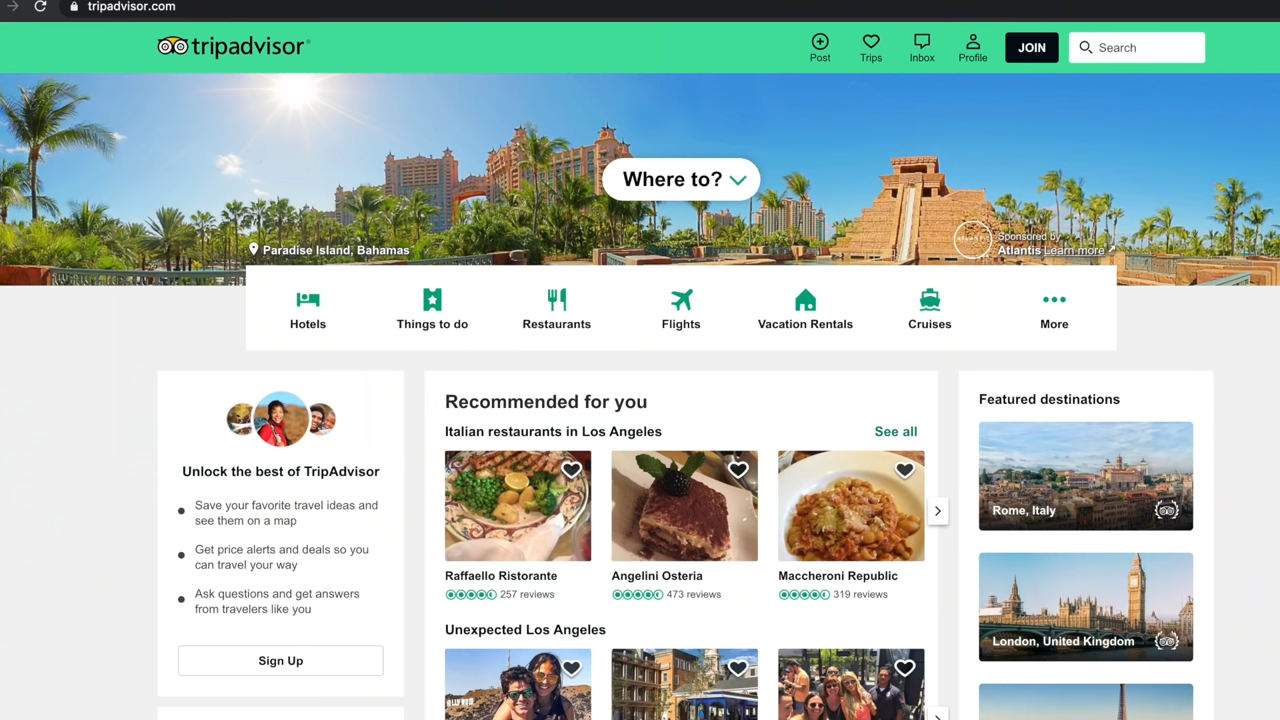 tripadvisor.com
tripadvisor®
Post
Trips
Inbox
Profile
JOIN
Search
Where to?
Paradise Island, Bahamas
Sponsored by
Atlantis Learn more
Hotels
Things to do
Restaurants
Flights
Vacation Rentals
Cruises
More
Unlock the best of TripAdvisor
Save your favorite travel ideas and
see them on a map
Get price alerts and deals so you
can travel your way
Ask questions and get answers
from travelers like you
Sign Up
Recommended for you
Italian restaurants in Los Angeles
See all
Raffaello Ristorante
257 reviews
Angelini Osteria
473 reviews
Maccheroni Republic
319 reviews
Unexpected Los Angeles
Featured destinations
Rome, Italy
London, United Kingdom